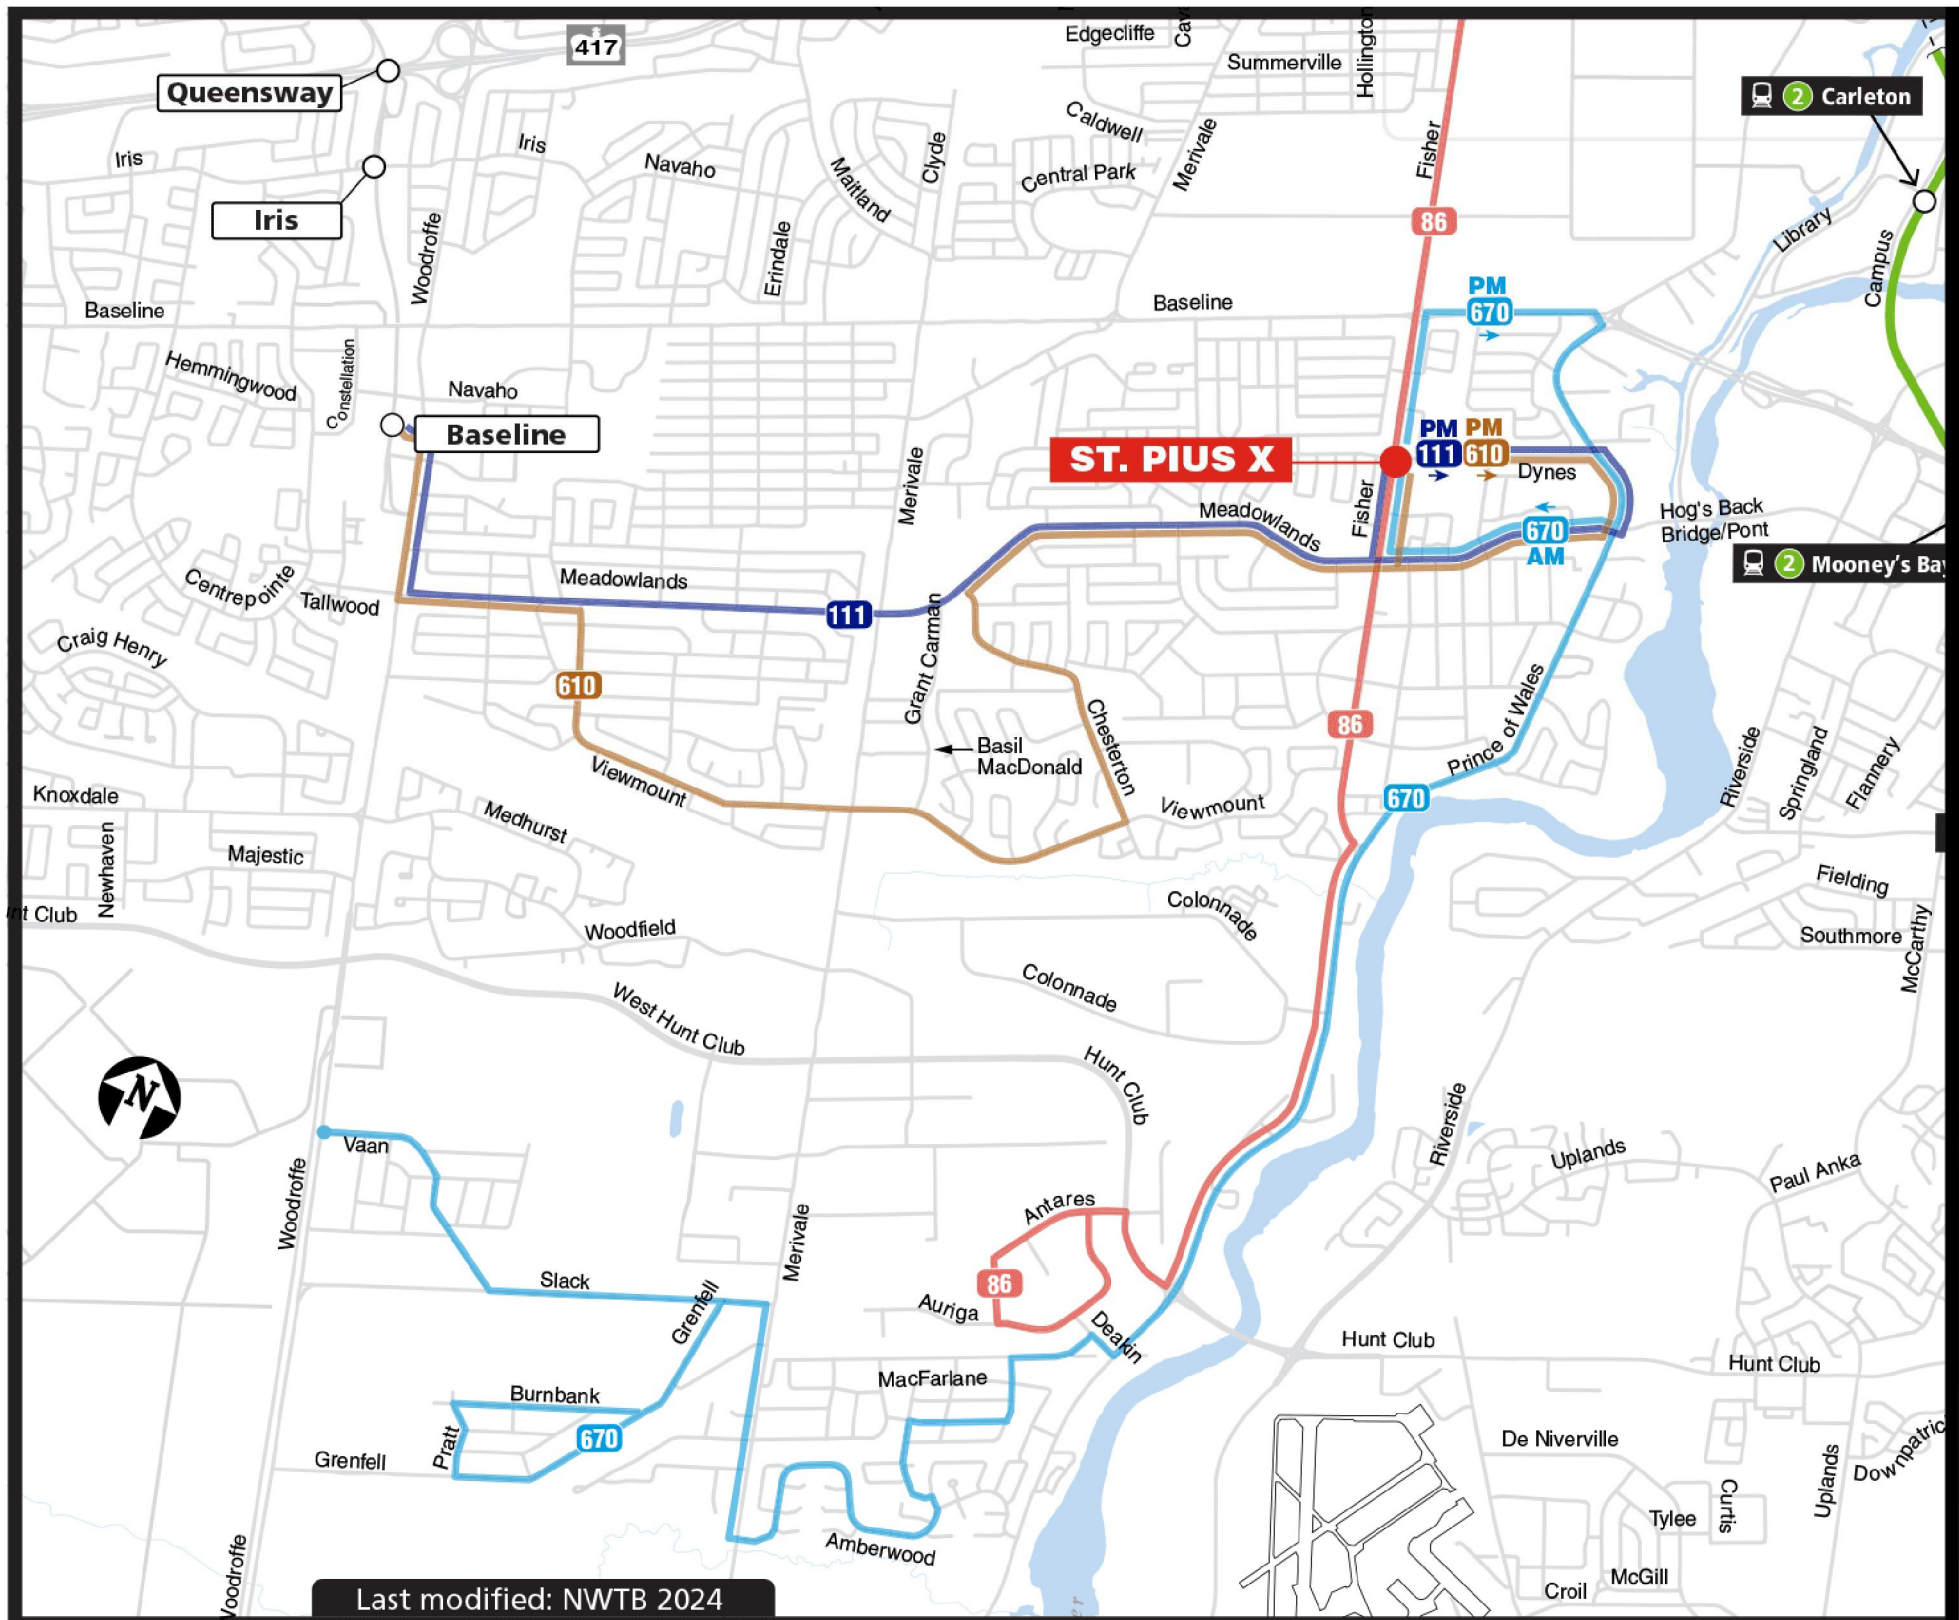 417
Edgecliffe
Summerville
Hollington
Queensway
2 Carleton
Caldwell
Fisher
Iris
Iris
Navaho
Maitland
Clyde
Central Park
Merivale
Iris
86
Woodroffe
Erindale
Library
Campus
Baseline
Baseline
PM
670
Hemmingwood
Constellation
Navaho
Baseline
ST. PIUS X
PM PM
111 610
Dynes
Merivale
Meadowlands
Fisher
670
AM
Hog's Back
Bridge/Pont
2 Mooney's Bay
Centrepointe
Tallwood
Meadowlands
111
Craig Henry
Grant Carman
610
86
Chesterton
Prince of Wales
Basil
MacDonald
Riverside
Springland
Flannery
Knoxdale
Viewmount
Viewmount
670
Medhurst
Newhaven
Majestic
Fielding
Colonnade
nt Club
Woodfield
Southmore
McCarthy
Colonnade
West Hunt Club
Hunt Club
N
Riverside
Vaan
Uplands
Paul Anka
Woodroffe
Antares
Merivale
Slack
86
Grenfell
Auriga
Deakin
Hunt Club
Hunt Club
MacFarlane
Burnbank
670
Pratt
Grenfell
De Niverville
Downpatric
Uplands
Curtis
Tylee
Amberwood
Woodroffe
McGill
Croil
Last modified: NWTB 2024